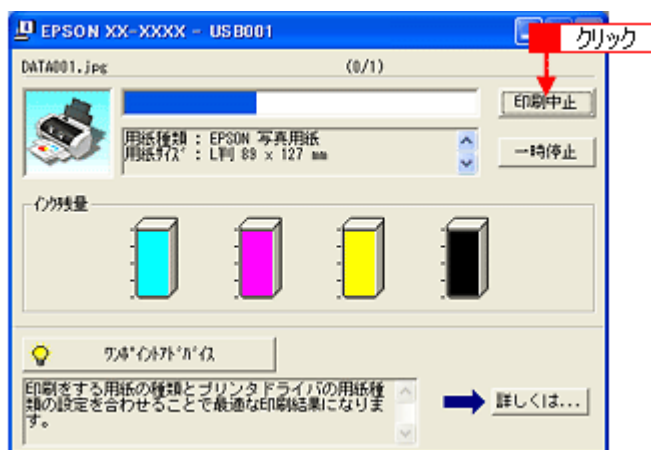 EPSON XX-XXXX - USB001
クリック
DATA001.jpg (0/1)
印刷中止
用紙種類 : EPSON 写真用紙
用紙ｻｲｽﾞ : L判 89 x 127 mm
一時停止
ｲﾝｸ残量
ﾜﾝﾎﾟｲﾝﾄｱﾄﾞﾊﾞｲｽ
印刷をする用紙の種類とプリンタドライバの用紙種
類の設定を合わせることで最適な印刷結果になりま
す。
詳しくは...